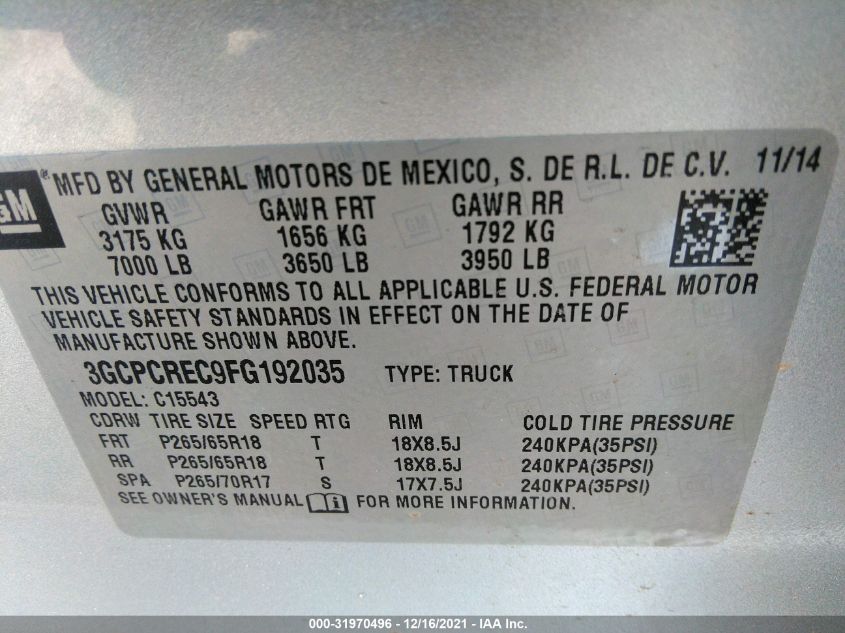 GM
® MFD BY GENERAL MOTORS DE MEXICO, S. DE R.L. DE C.V. 11/14
GVWR GAWR FRT GAWR RR
3175 KG 1656 KG 1792 KG
7000 LB 3650 LB 3950 LB
THIS VEHICLE CONFORMS TO ALL APPLICABLE U.S. FEDERAL MOTOR
VEHICLE SAFETY STANDARDS IN EFFECT ON THE DATE OF
MANUFACTURE SHOWN ABOVE.
3GCPCREC9FG192035 TYPE: TRUCK
MODEL: C15543
CDRW TIRE SIZE SPEED RTG RIM COLD TIRE PRESSURE
FRT P265/65R18 T 18X8.5J 240KPA(35PSI)
RR P265/65R18 T 18X8.5J 240KPA(35PSI)
SPA P265/70R17 S 17X7.5J 240KPA(35PSI)
SEE OWNER'S MANUAL FOR MORE INFORMATION.
000-31970496 - 12/16/2021 - IAA Inc.